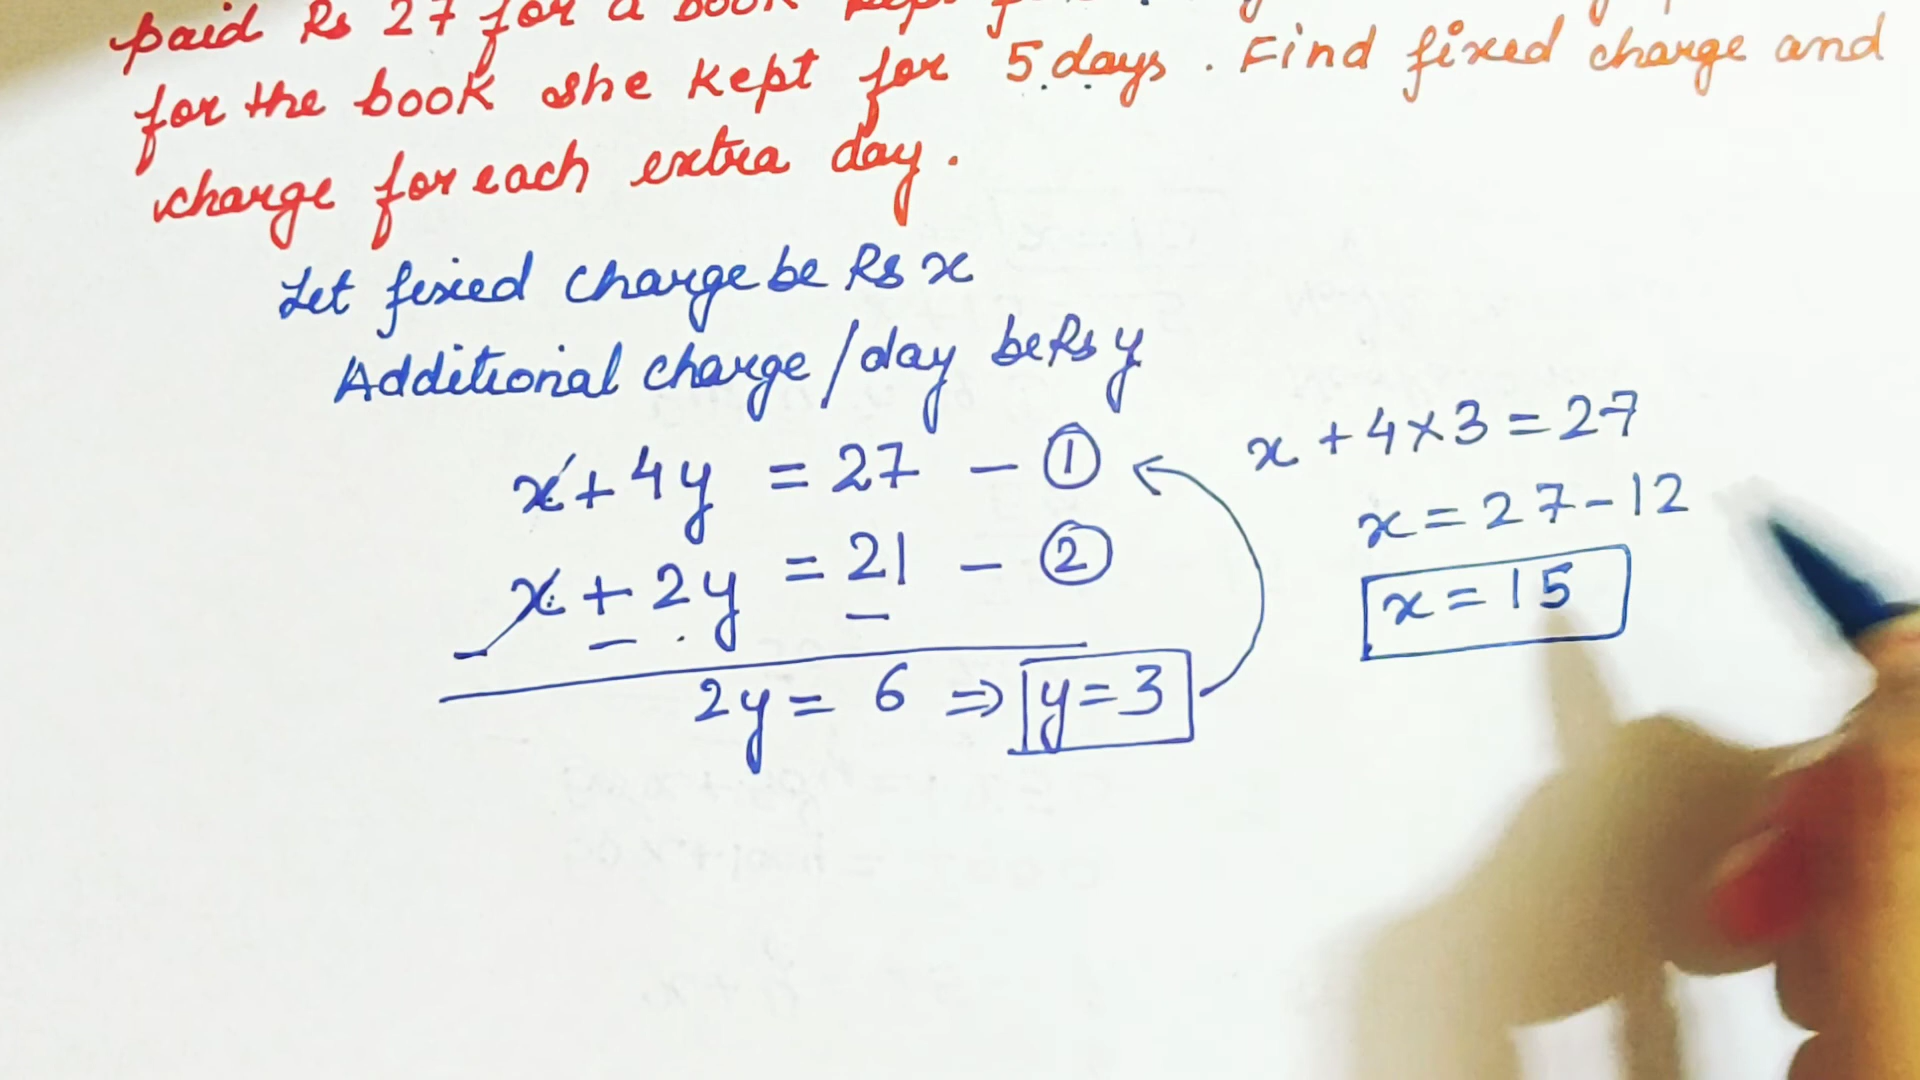 paid Rs 27 for a book kept for
for the book she kept for 5 days. Find fixed charge and
charge for each extra day.
Let fixed charge be Rs x
Additional charge/day be Rs y
x + 4y = 27 - ①
x + 2y = 21 - ②
- - -
2y = 6 ⇒ y = 3
x + 4 × 3 = 27
x = 27 - 12
x = 15